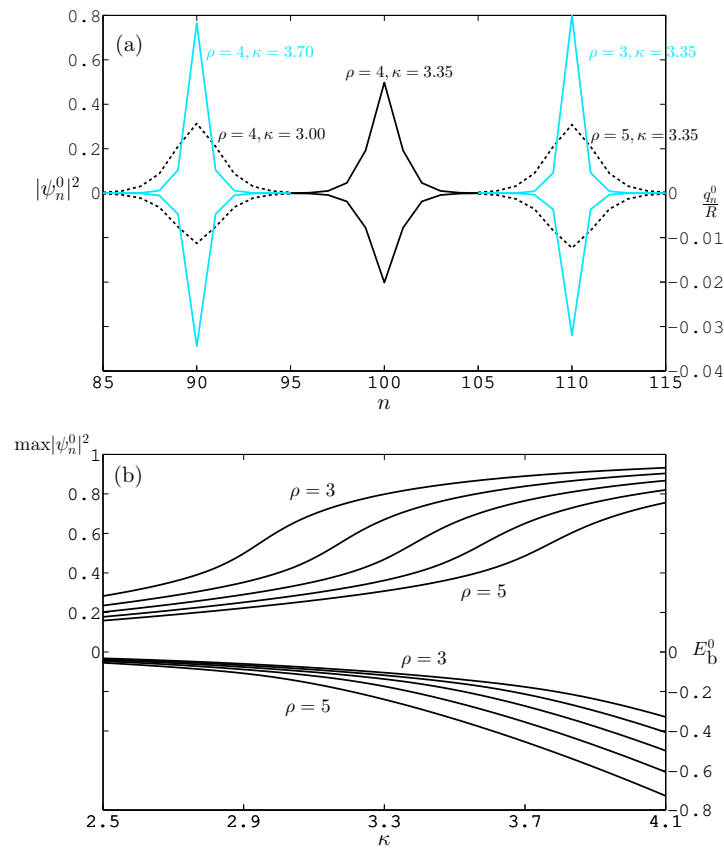 0.8
(a)
ρ = 4, κ = 3.70
ρ = 3, κ = 3.35
ρ = 4, κ = 3.35
0.6
0.4
ρ = 4, κ = 3.00
ρ = 5, κ = 3.35
0.2
|ψ_n^0|^2
0
0
q_n^0/R
−0.01
−0.02
−0.03
−0.04
85 90 95 100 105 110 115
n
max|ψ_n^0|^2
1
(b)
ρ = 3
0.8
0.6
0.4
ρ = 5
0.2
0
ρ = 3
0
E_b^0
−0.2
ρ = 5
−0.4
−0.6
−0.8
2.5 2.9 3.3 3.7 4.1
κ